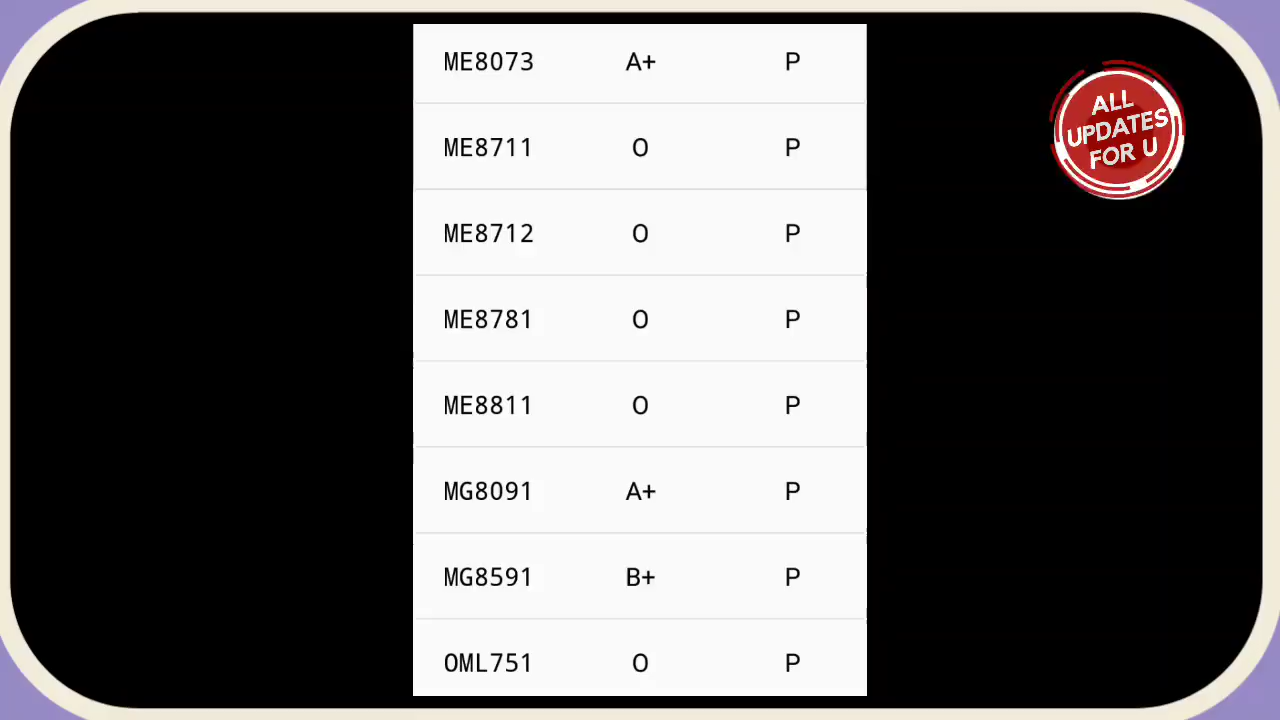 ME8073 A+ P
ME8711 O P
ME8712 O P
ME8781 O P
ME8811 O P
MG8091 A+ P
MG8591 B+ P
OML751 O P
ALL
UPDATES
FOR U